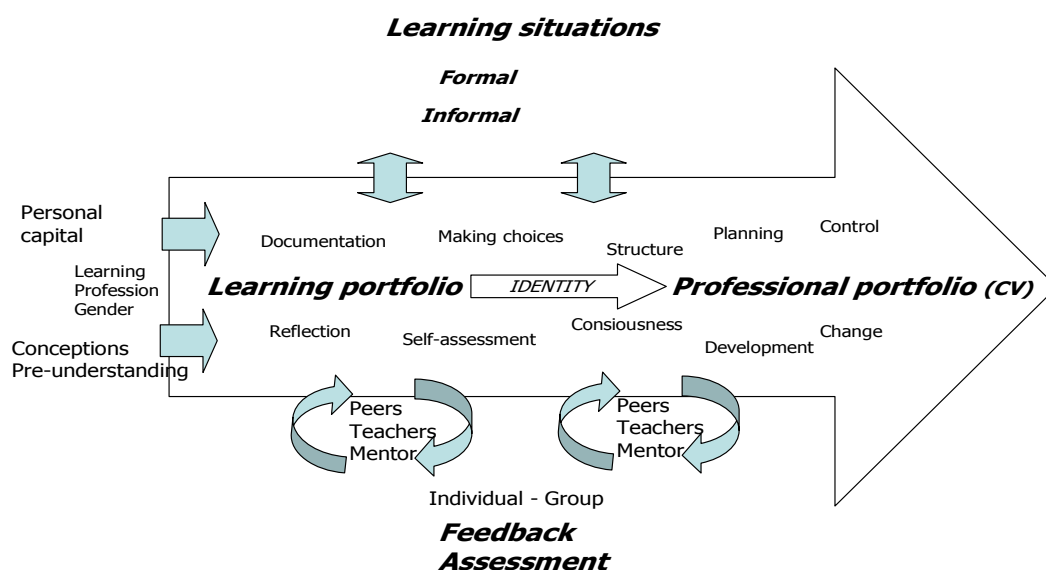 Learning situations
Formal
Informal
Personal
capital
Documentation
Making choices
Structure
Planning
Control
Learning
Profession
Gender
Learning portfolio
IDENTITY
Professional portfolio (CV)
Conceptions
Pre-understanding
Reflection
Self-assessment
Consiousness
Development
Change
Peers
Teachers
Mentor
Peers
Teachers
Mentor
Individual - Group
Feedback
Assessment